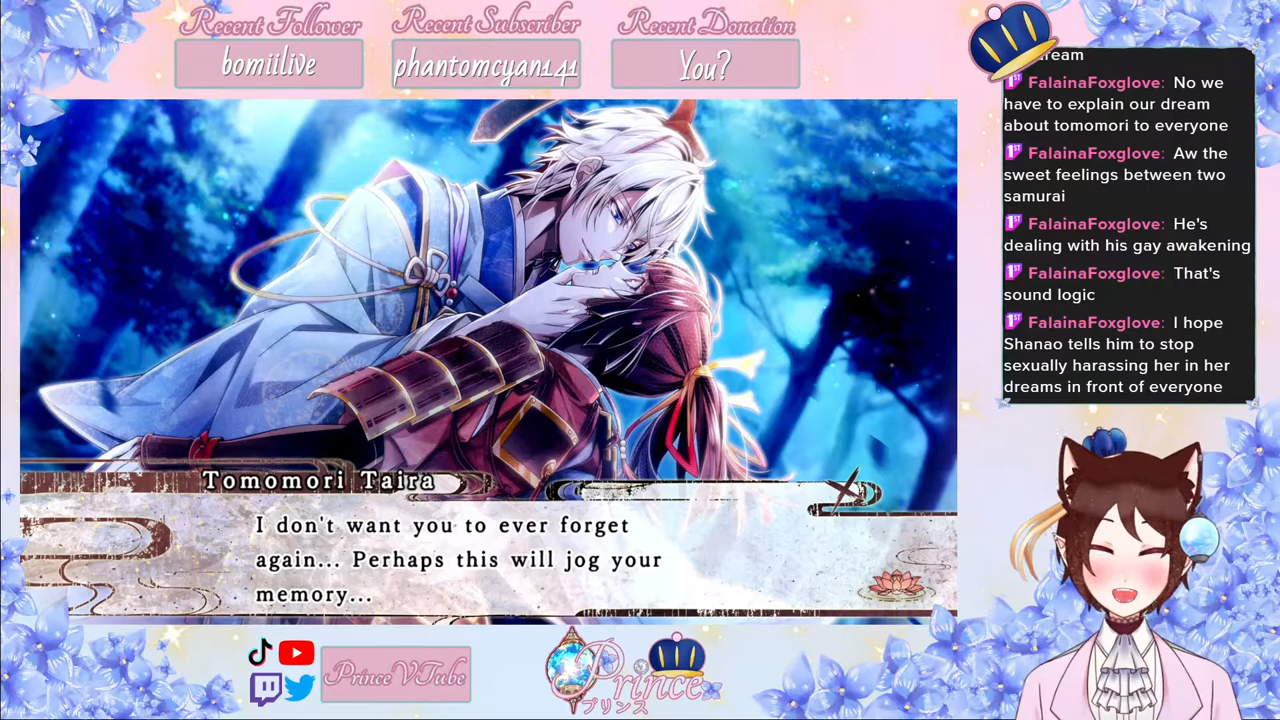 Recent Follower
bomiilive
Recent Subscriber
phantomcyan141
Recent Donation
You?
dream
FalainaFoxglove: No we
have to explain our dream
about tomomori to everyone
FalainaFoxglove: Aw the
sweet feelings between two
samurai
FalainaFoxglove: He's
dealing with his gay awakening
FalainaFoxglove: That's
sound logic
FalainaFoxglove: I hope
Shanao tells him to stop
sexually harassing her in her
dreams in front of everyone
Tomomori Taira
I don't want you to ever forget
again... Perhaps this will jog your
memory...
Prince VTube
Prince
プリンス